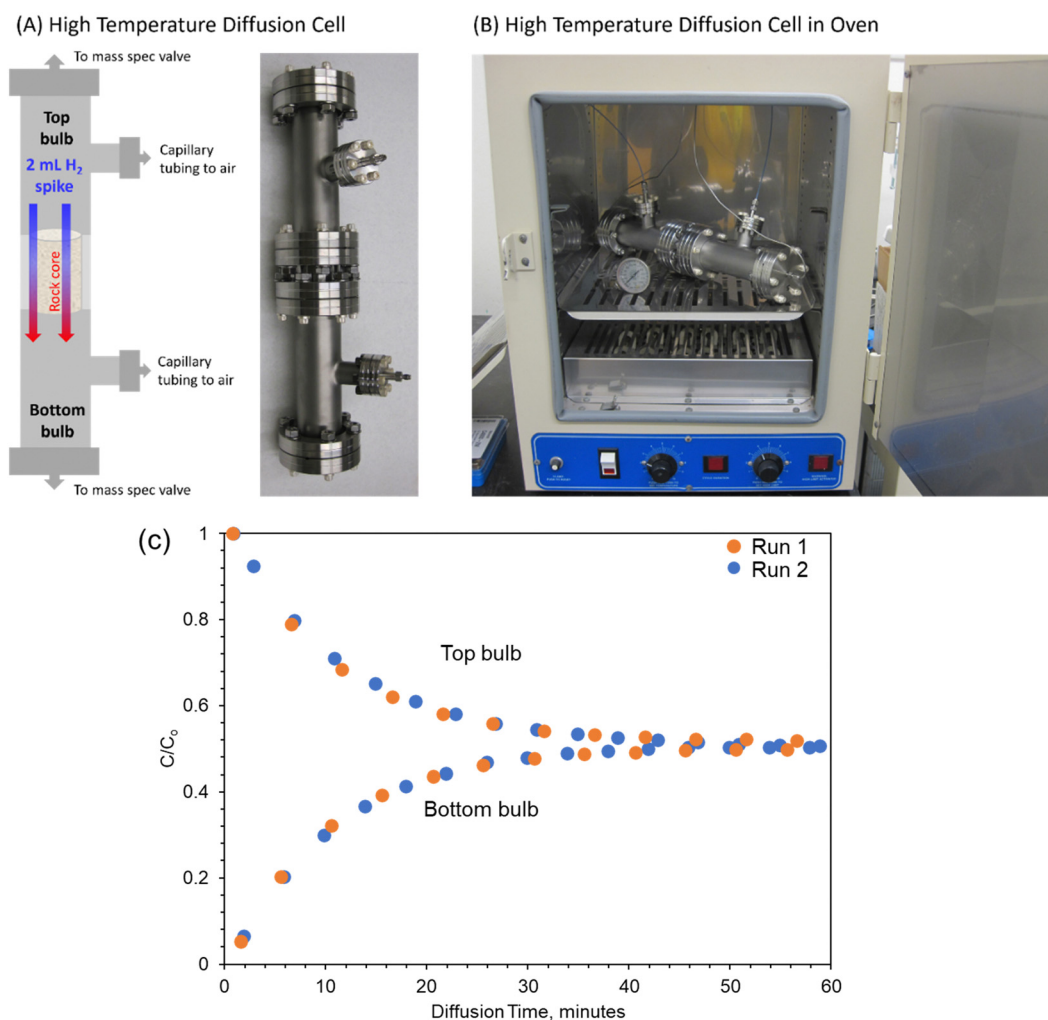 (A) High Temperature Diffusion Cell
To mass spec valve
Top
bulb
2 mL H₂
spike
Capillary
tubing to air
Rock core
Capillary
tubing to air
Bottom
bulb
To mass spec valve
(B) High Temperature Diffusion Cell in Oven
(c)
Run 1
Run 2
Top bulb
Bottom bulb
C/C₀
1
0.8
0.6
0.4
0.2
0
0 10 20 30 40 50 60
Diffusion Time, minutes